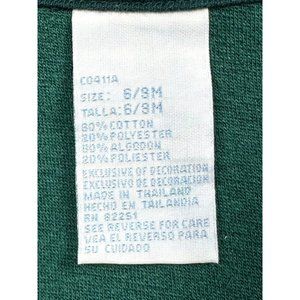 C0411A
SIZE: 6/9M
TALLA: 6/9M
80% COTTON
20% POLYESTER
80% ALGODON
20% POLIESTER
EXCLUSIVE OF DECORATION
EXCLUSIVO DE DECORACION
MADE IN THAILAND
HECHO EN TAILANDIA
RN 82251
SEE REVERSE FOR CARE
VEA EL REVERSO PARA
SU CUIDADO